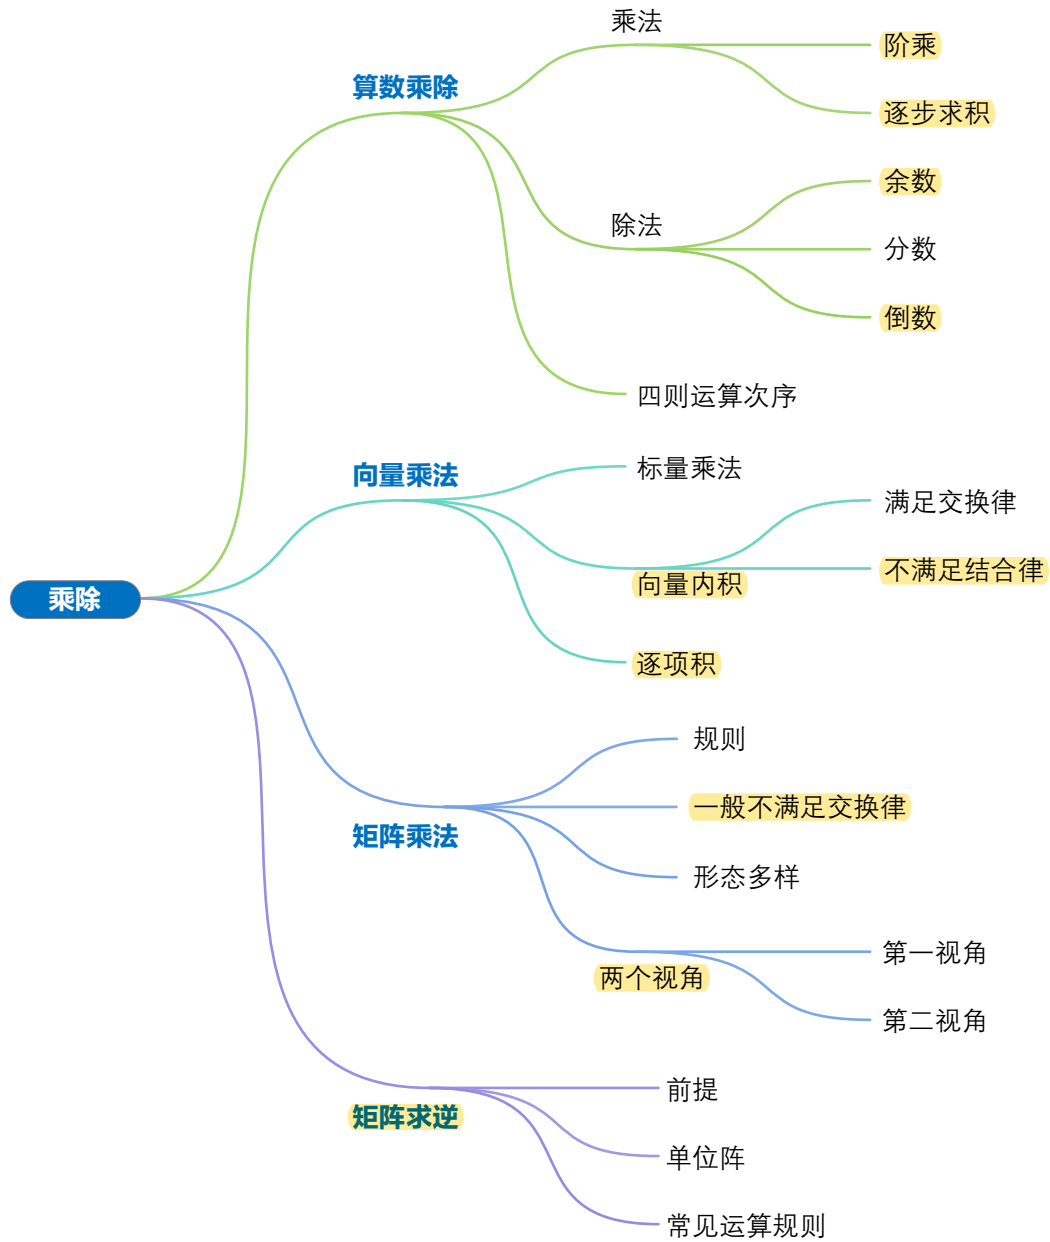 乘除
算数乘除
乘法
阶乘
逐步求积
除法
余数
分数
倒数
四则运算次序
向量乘法
标量乘法
向量内积
满足交换律
不满足结合律
逐项积
矩阵乘法
规则
一般不满足交换律
形态多样
两个视角
第一视角
第二视角
矩阵求逆
前提
单位阵
常见运算规则